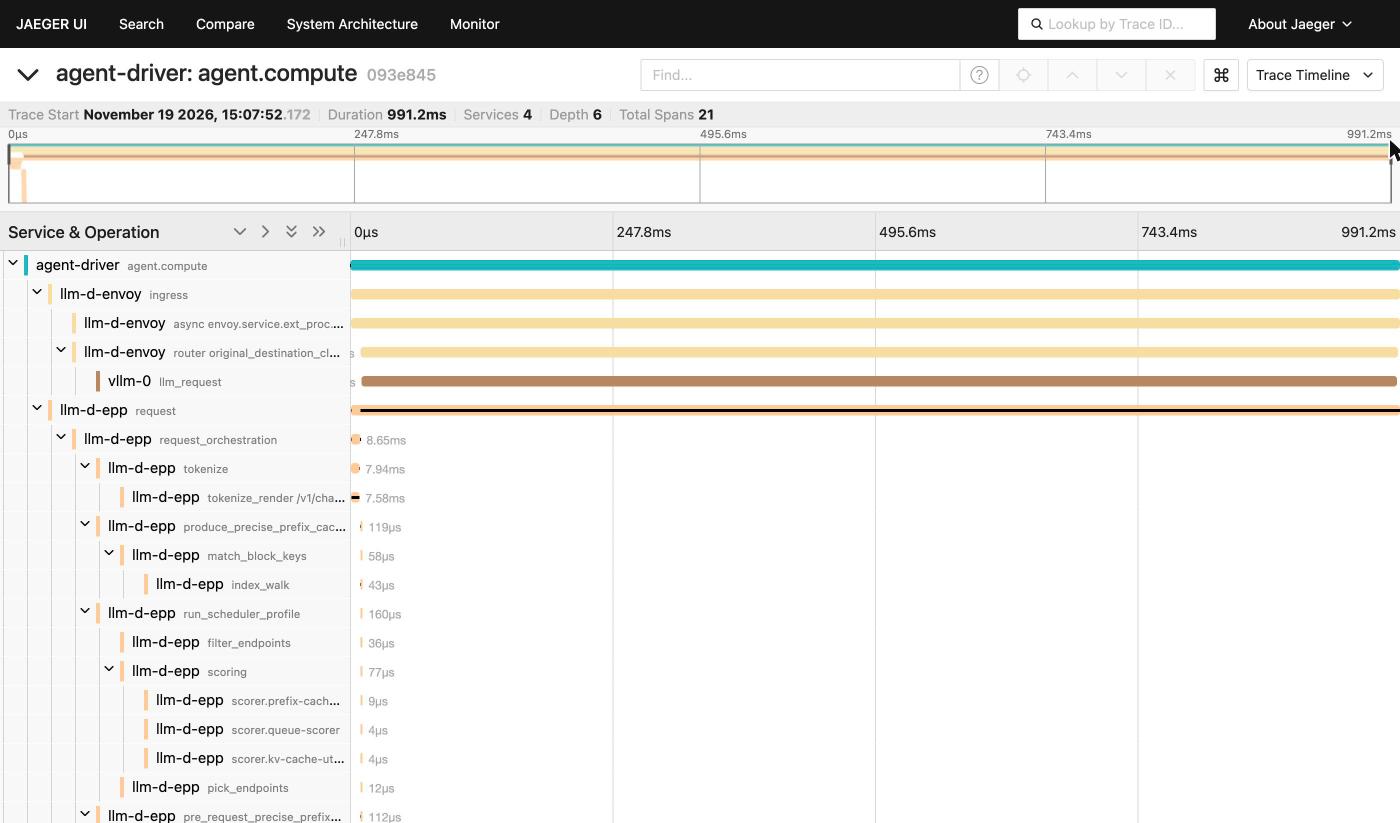 JAEGER UI Search Compare System Architecture Monitor Lookup by Trace ID... About Jaeger
agent-driver: agent.compute 093e845 Find... ? ⌘ Trace Timeline
Trace Start November 19 2026, 15:07:52.172 Duration 991.2ms Services 4 Depth 6 Total Spans 21
0μs 247.8ms 495.6ms 743.4ms 991.2ms
Service & Operation 0μs 247.8ms 495.6ms 743.4ms 991.2ms
agent-driver agent.compute
llm-d-envoy ingress
llm-d-envoy async envoy.service.ext_proc....
llm-d-envoy router original_destination_cl... s
vllm-0 llm_request s
llm-d-epp request
llm-d-epp request_orchestration 8.65ms
llm-d-epp tokenize 7.94ms
llm-d-epp tokenize_render /v1/cha... 7.58ms
llm-d-epp produce_precise_prefix_cac... 119μs
llm-d-epp match_block_keys 58μs
llm-d-epp index_walk 43μs
llm-d-epp run_scheduler_profile 160μs
llm-d-epp filter_endpoints 36μs
llm-d-epp scoring 77μs
llm-d-epp scorer.prefix-cach... 9μs
llm-d-epp scorer.queue-scorer 4μs
llm-d-epp scorer.kv-cache-ut... 4μs
llm-d-epp pick_endpoints 12μs
llm-d-epp pre_request_precise_prefix... 112μs